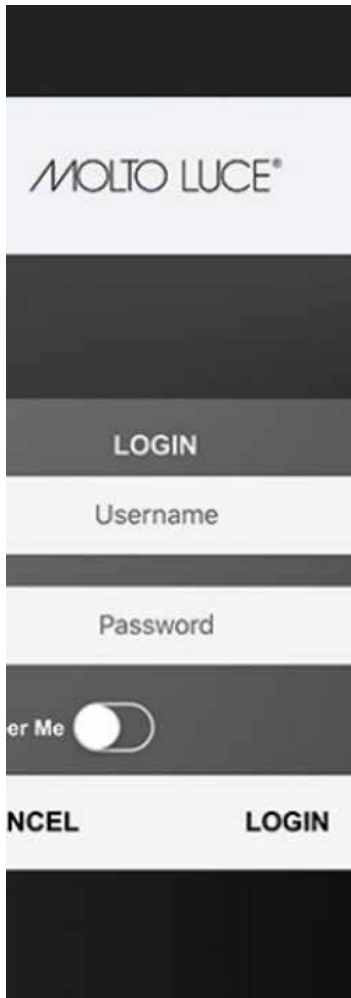 MOLTO LUCE®
LOGIN
Username
Password
er Me
NCEL LOGIN